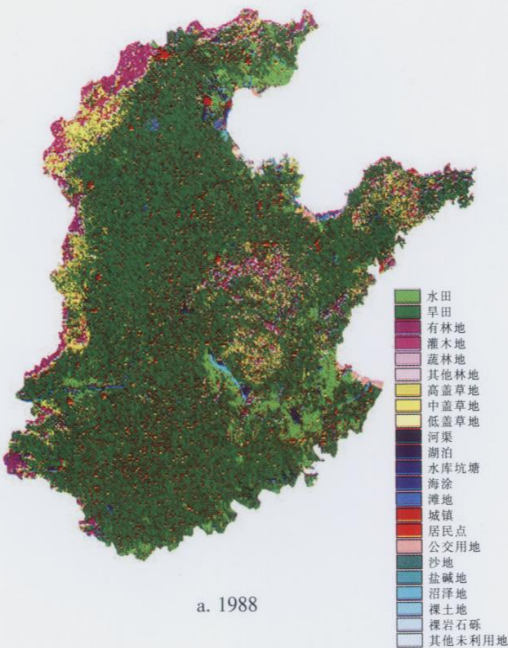 水田
旱田
有林地
灌木地
蔬林地
其他林地
高盖草地
中盖草地
低盖草地
河渠
湖泊
水库坑塘
海涂
滩地
城镇
居民点
公交用地
沙地
盐碱地
沼泽地
裸土地
裸岩石砾
其他未利用地
a. 1988